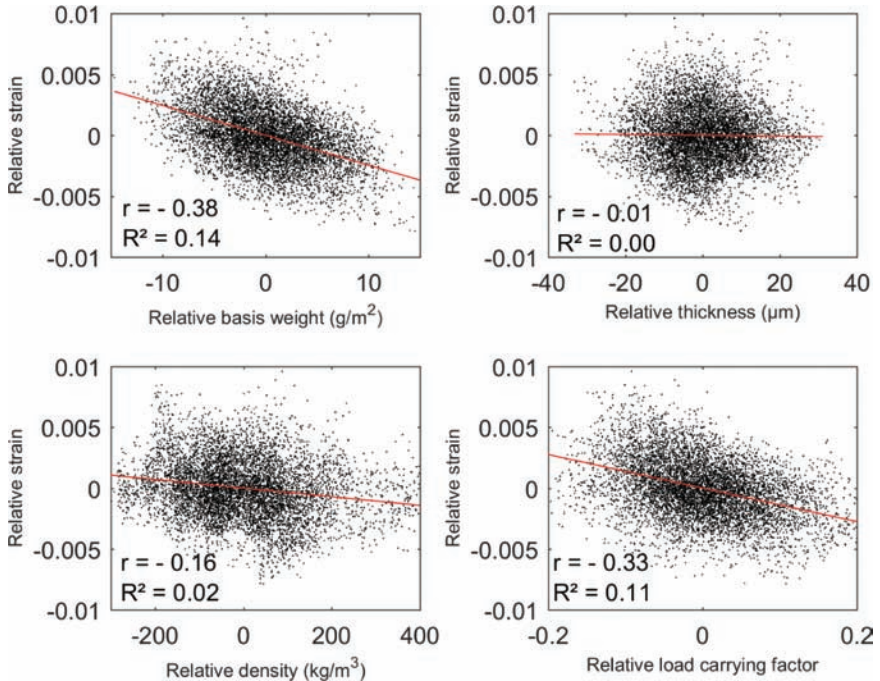 0.01
0.005
0
-0.005
-0.01
Relative strain
r = - 0.38
R² = 0.14
-10 0 10
Relative basis weight (g/m²)
0.01
0.005
0
-0.005
-0.01
Relative strain
r = - 0.01
R² = 0.00
-40 -20 0 20 40
Relative thickness (µm)
0.01
0.005
0
-0.005
-0.01
Relative strain
r = - 0.16
R² = 0.02
-200 0 200 400
Relative density (kg/m³)
0.01
0.005
0
-0.005
-0.01
Relative strain
r = - 0.33
R² = 0.11
-0.2 0 0.2
Relative load carrying factor